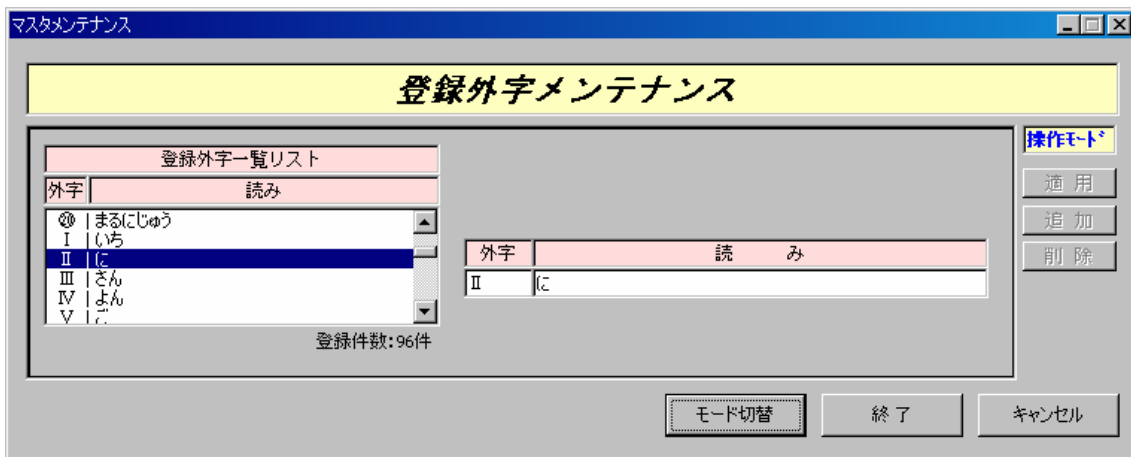 マスタメンテナンス
登録外字メンテナンス
操作モード
登録外字一覧リスト
外字 読み
⑳ |まるにじゅう
Ⅰ |いち
Ⅱ |に
Ⅲ |さん
Ⅳ |よん
Ⅴ |ご
登録件数:96件
外字 読 み
Ⅱ に
適 用
追 加
削 除
モード切替 終 了 キャンセル